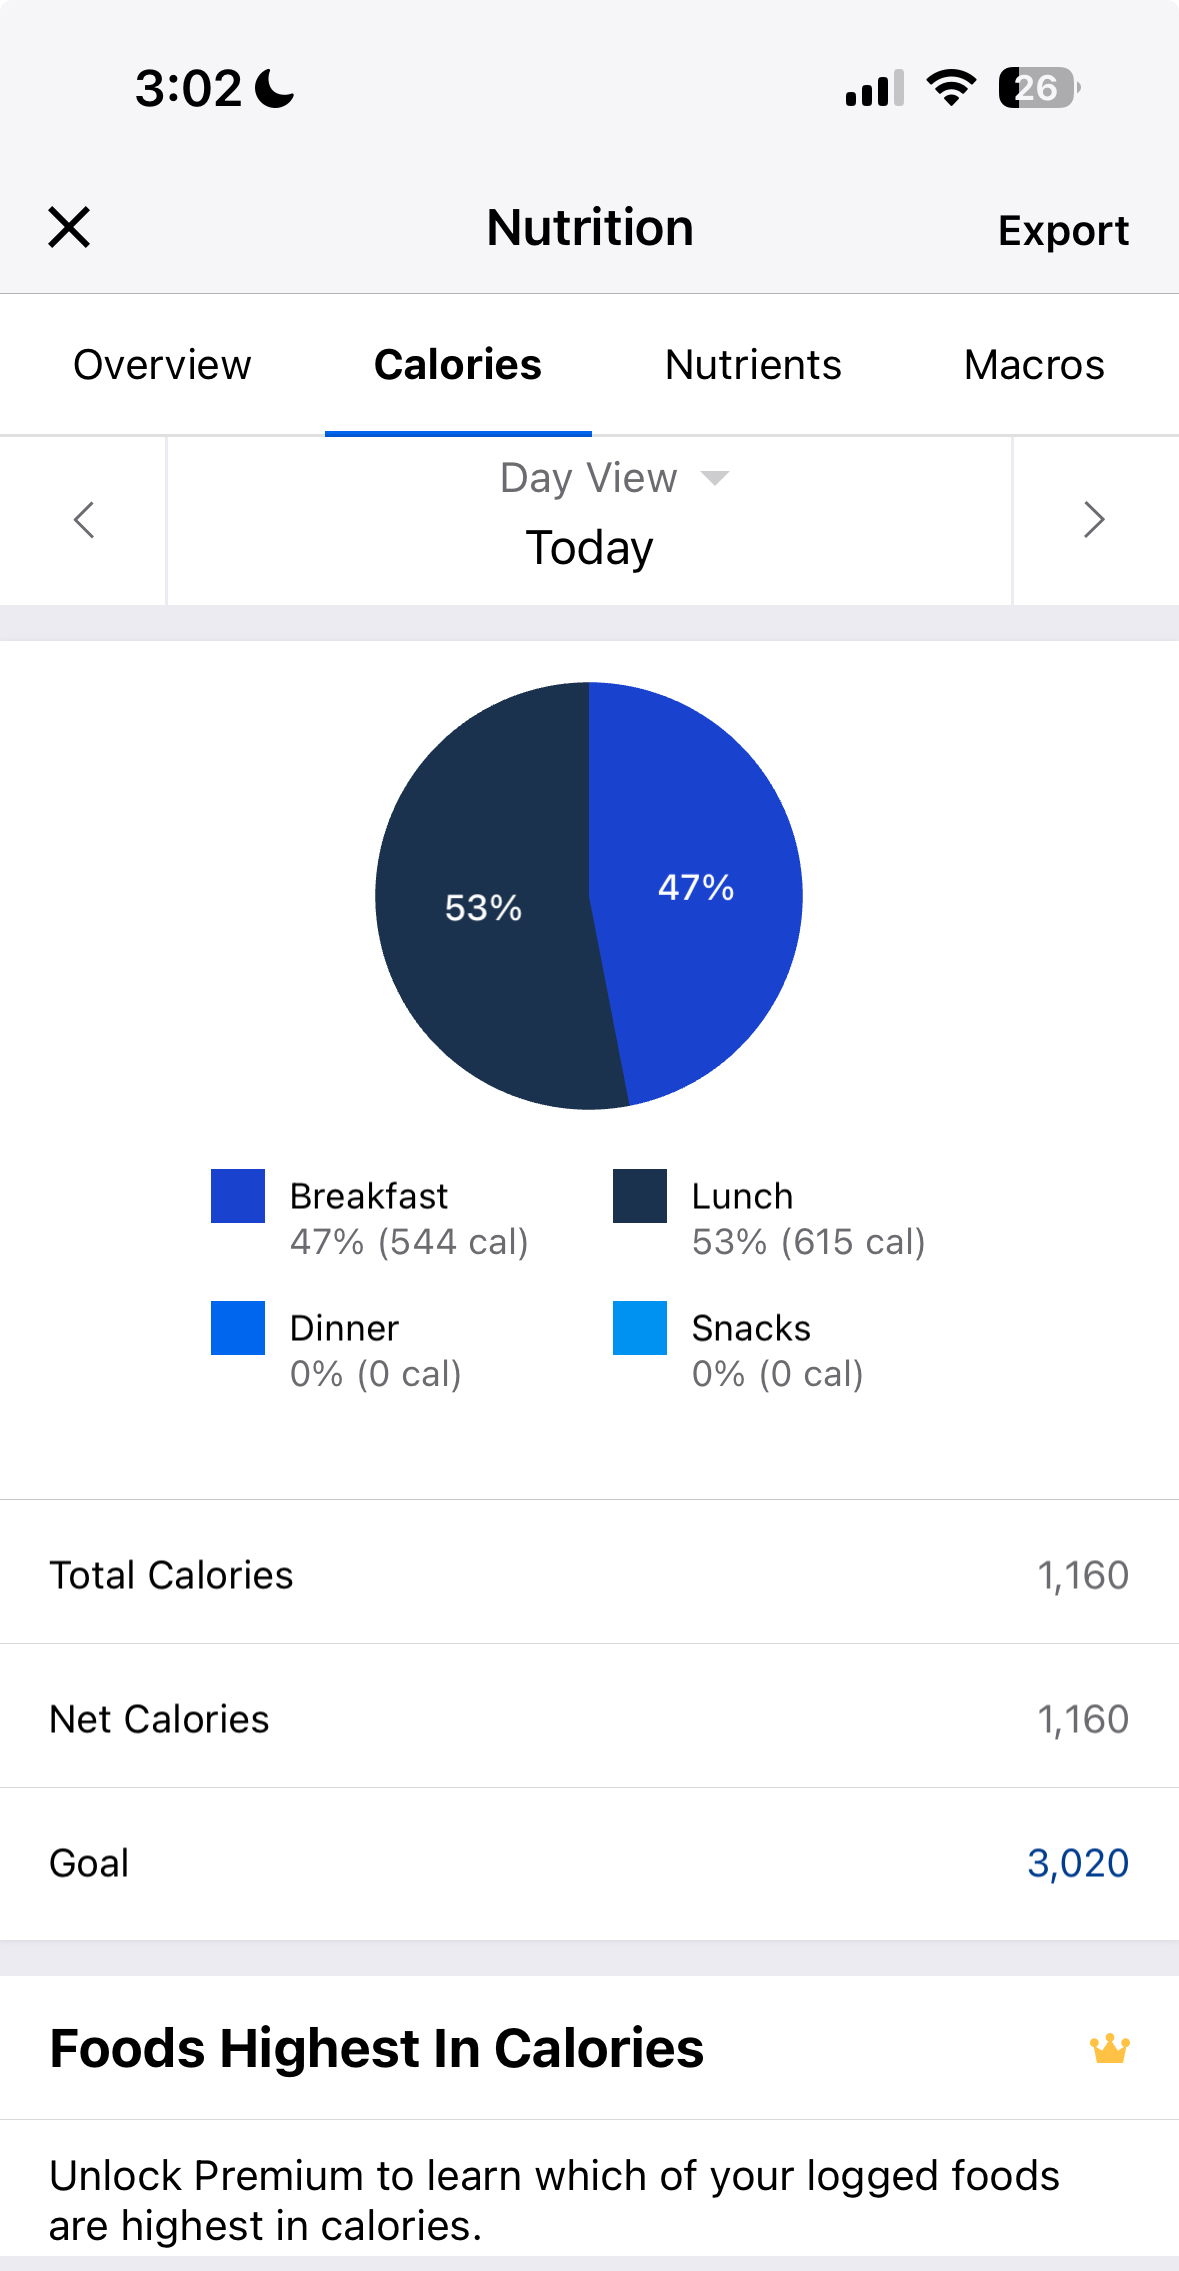 3:02
26
Nutrition
Export
Overview
Calories
Nutrients
Macros
Day View
Today
53%
47%
Breakfast
47% (544 cal)
Lunch
53% (615 cal)
Dinner
0% (0 cal)
Snacks
0% (0 cal)
Total Calories
1,160
Net Calories
1,160
Goal
3,020
Foods Highest In Calories
Unlock Premium to learn which of your logged foods
are highest in calories.